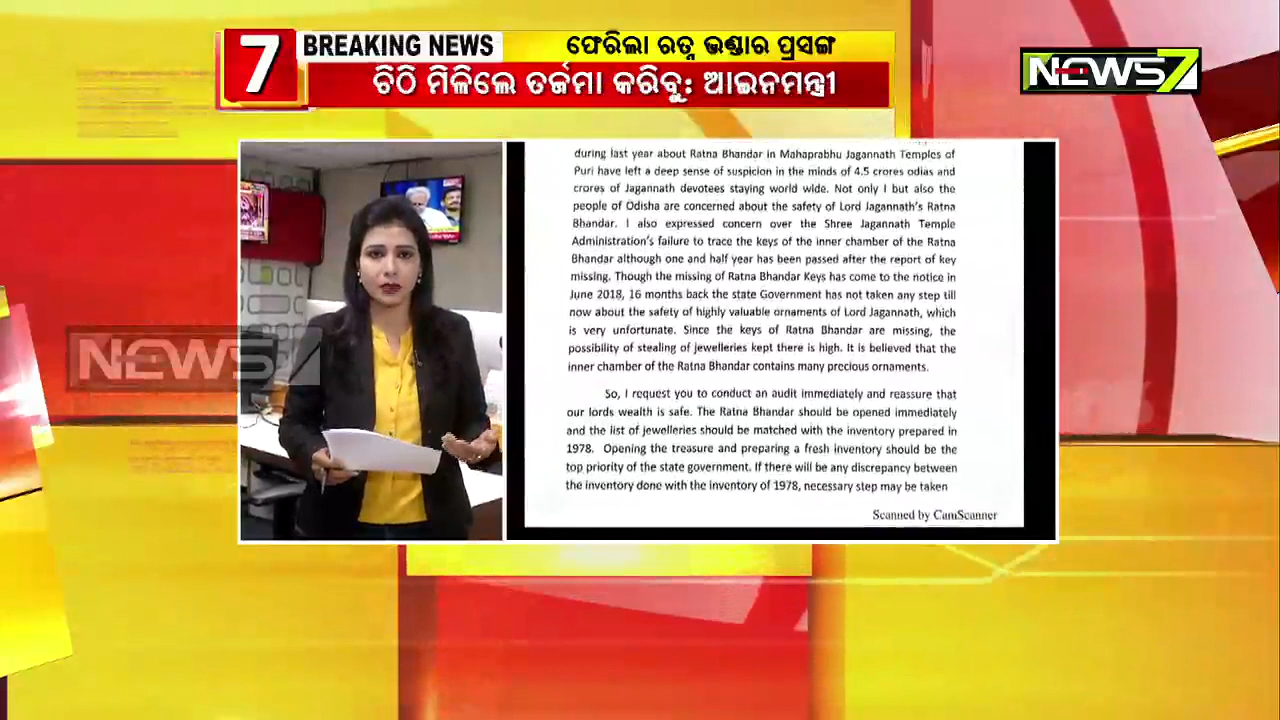 7 BREAKING NEWS
ଫେରିଲା ରତ୍ନ ଭଣ୍ଡାର ପ୍ରସଙ୍ଗ
ଚିଠି ମିଳିଲେ ତର୍ଜମା କରିବୁ: ଆଇନମନ୍ତ୍ରୀ
NEWS7
during last year about Ratna Bhandar in Mahaprabhu Jagannath Temples of
Puri have left a deep sense of suspicion in the minds of 4.5 crores odias and
crores of Jagannath devotees staying world wide. Not only I but also the
people of Odisha are concerned about the safety of Lord Jagannath's Ratna
Bhandar. I also expressed concern over the Shree Jagannath Temple
Administration's failure to trace the keys of the inner chamber of the Ratna
Bhandar although one and half year has been passed after the report of key
missing. Though the missing of Ratna Bhandar Keys has come to the notice in
June 2018, 16 months back the state Government has not taken any step till
now about the safety of highly valuable ornaments of Lord Jagannath, which
is very unfortunate. Since the keys of Ratna Bhandar are missing, the
possibility of stealing of jewelleries kept there is high. It is believed that the
inner chamber of the Ratna Bhandar contains many precious ornaments.
So, I request you to conduct an audit immediately and reassure that
our lords wealth is safe. The Ratna Bhandar should be opened immediately
and the list of jewelleries should be matched with the inventory prepared in
1978. Opening the treasure and preparing a fresh inventory should be the
top priority of the state government. If there will be any discrepancy between
the inventory done with the inventory of 1978, necessary step may be taken
Scanned by CamScanner
NEWS7